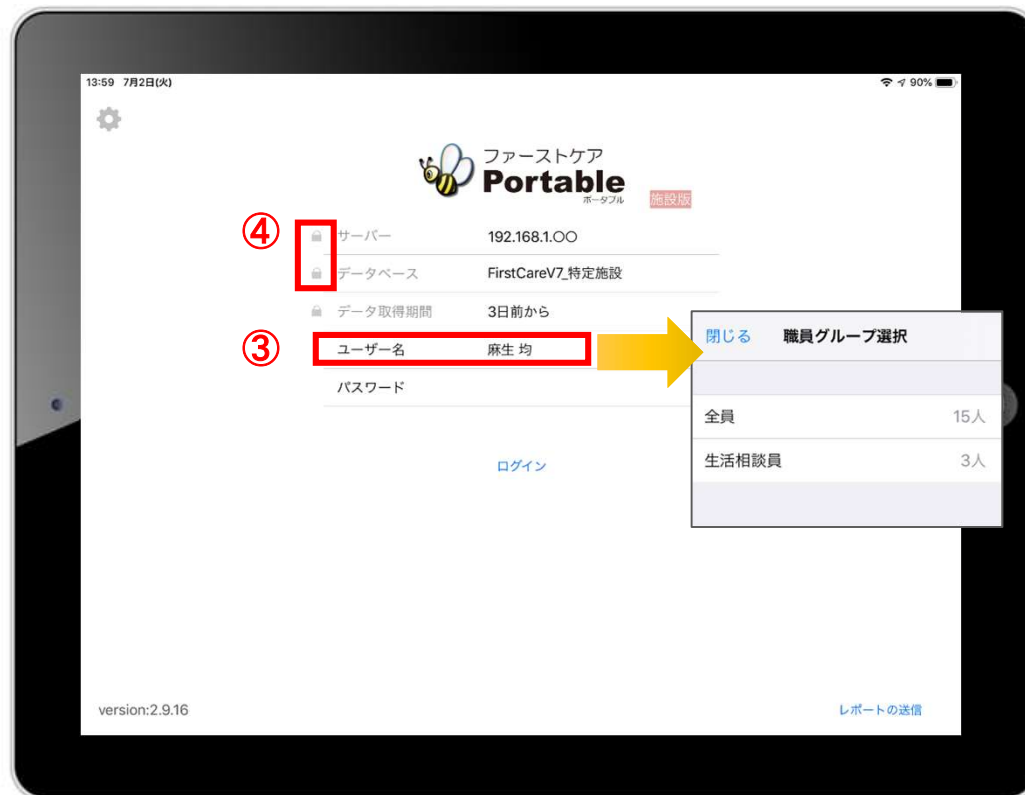 13:59 7月2日(火)
90%
ファーストケア
Portable
ポータブル
施設版
④
サーバー 192.168.1.〇〇
データベース FirstCareV7_特定施設
データ取得期間 3日前から
③
ユーザー名 麻生 均
パスワード
ログイン
閉じる 職員グループ選択
全員 15人
生活相談員 3人
version:2.9.16
レポートの送信